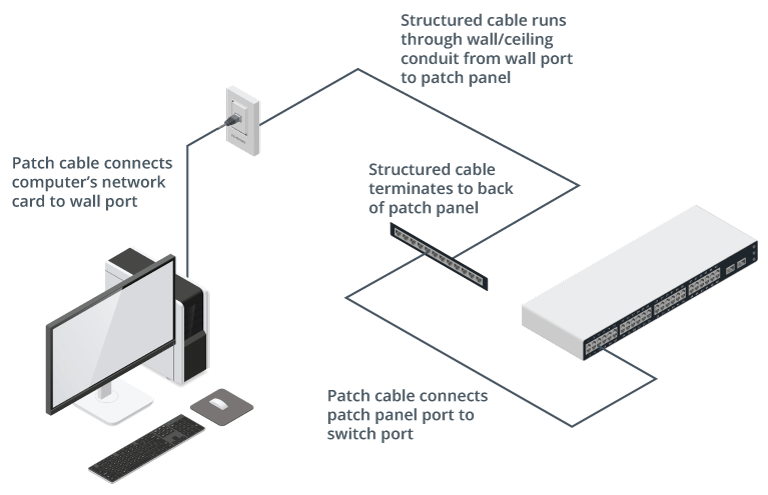 Structured cable runs
through wall/ceiling
conduit from wall port
to patch panel
Patch cable connects
computer's network
card to wall port
Structured cable
terminates to back
of patch panel
Patch cable connects
patch panel port to
switch port